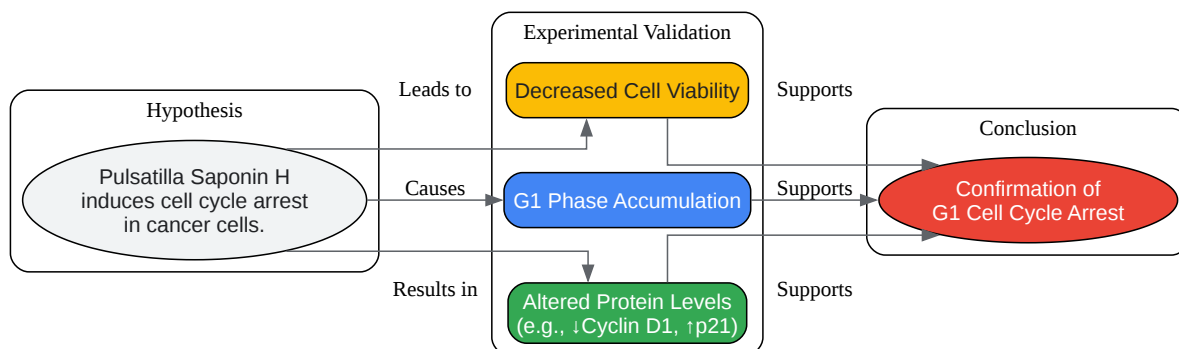 Hypothesis
Pulsatilla Saponin H
induces cell cycle arrest
in cancer cells.
Leads to
Causes
Results in
Experimental Validation
Decreased Cell Viability
G1 Phase Accumulation
Altered Protein Levels
(e.g., ↓Cyclin D1, ↑p21)
Supports
Supports
Supports
Conclusion
Confirmation of
G1 Cell Cycle Arrest